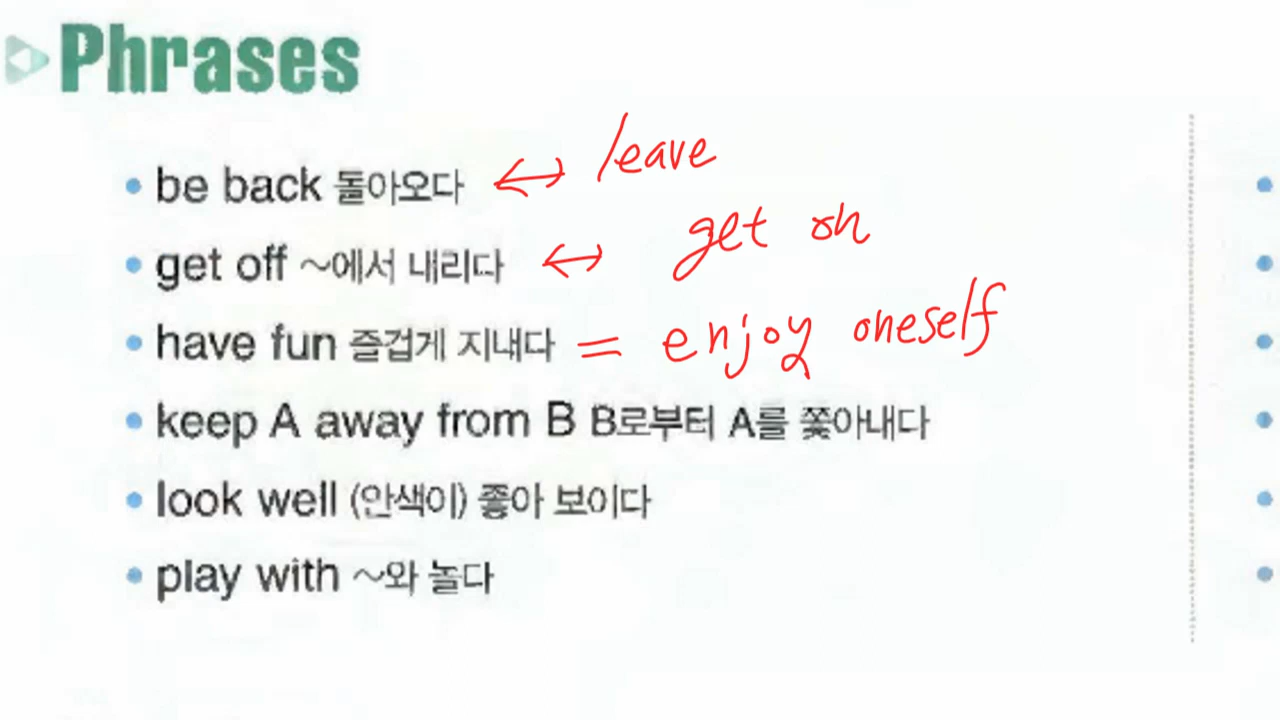 Phrases
• be back 돌아오다 ↔ leave
• get off ~에서 내리다 ↔ get on
• have fun 즐겁게 지내다 = enjoy oneself
• keep A away from B B로부터 A를 쫓아내다
• look well (안색이) 좋아 보이다
• play with ~와 놀다